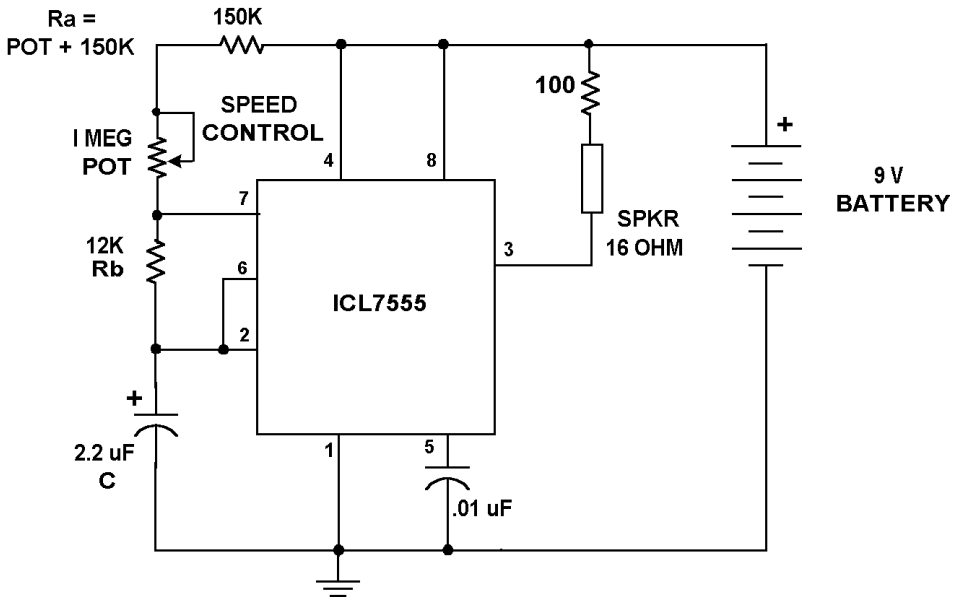 Ra =
POT + 150K
150K
SPEED
CONTROL
I MEG
POT
4
8
100
+
9 V
BATTERY
7
12K
Rb
6
2
ICL7555
3
SPKR
16 OHM
+
2.2 uF
C
1
5
.01 uF